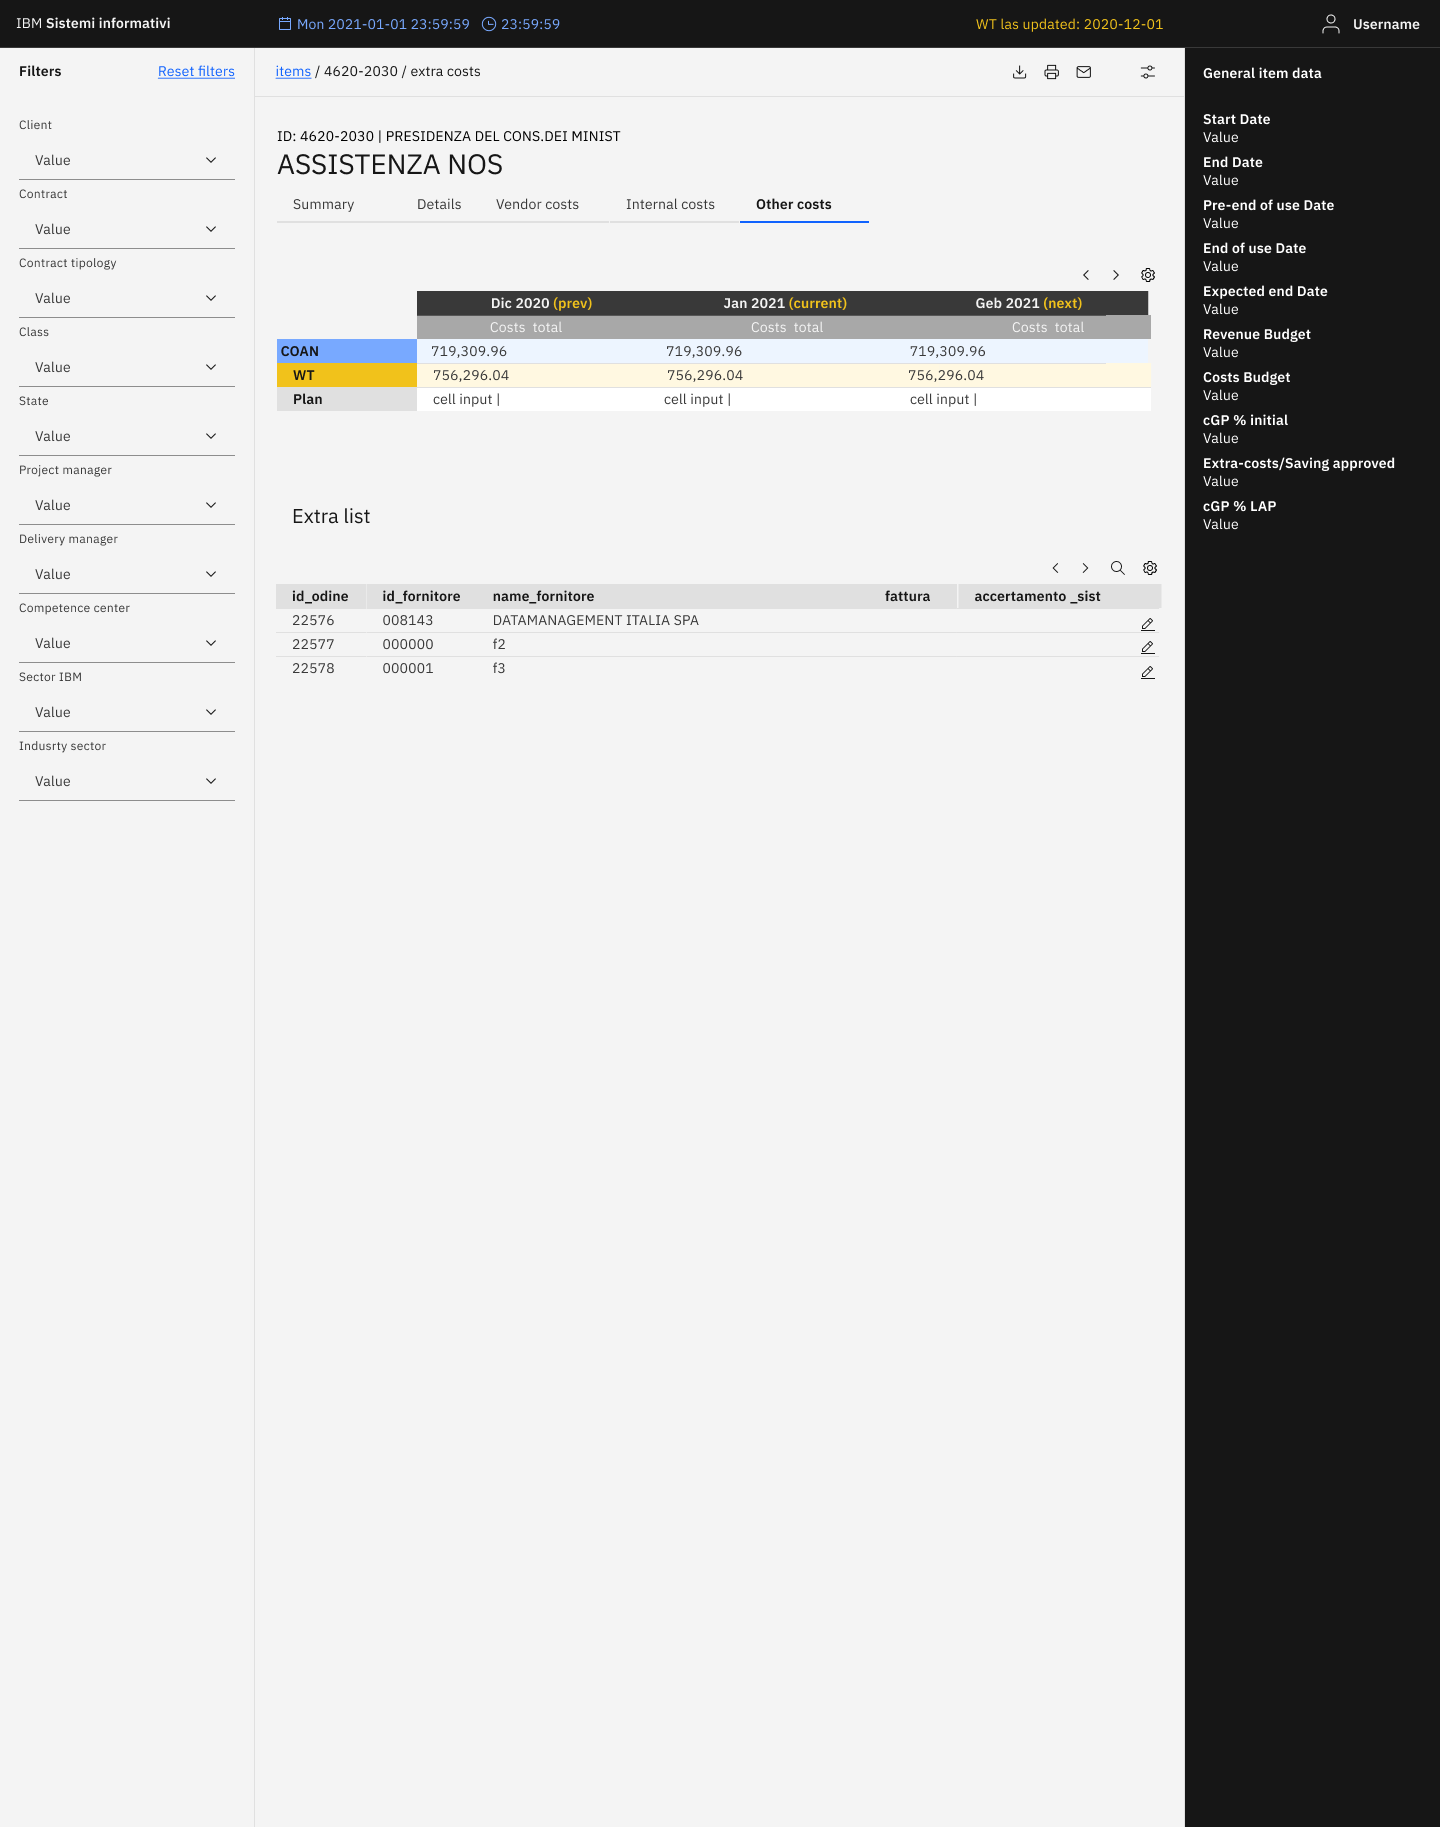 IBM Sistemi informativi
Mon 2021-01-01 23:59:59 23:59:59
WT las updated: 2020-12-01
Username
Filters Reset filters
Client
Value
Contract
Value
Contract tipology
Value
Class
Value
State
Value
Project manager
Value
Delivery manager
Value
Competence center
Value
Sector IBM
Value
Indusrty sector
Value
items / 4620-2030 / extra costs
ID: 4620-2030 | PRESIDENZA DEL CONS.DEI MINIST
ASSISTENZA NOS
Summary Details Vendor costs Internal costs Other costs
Dic 2020 (prev) Jan 2021 (current) Geb 2021 (next)
Costs total Costs total Costs total
COAN 719,309.96 719,309.96 719,309.96
WT 756,296.04 756,296.04 756,296.04
Plan cell input | cell input | cell input |
Extra list
id_odine id_fornitore name_fornitore fattura accertamento _sist
22576 008143 DATAMANAGEMENT ITALIA SPA
22577 000000 f2
22578 000001 f3
General item data
Start Date
Value
End Date
Value
Pre-end of use Date
Value
End of use Date
Value
Expected end Date
Value
Revenue Budget
Value
Costs Budget
Value
cGP % initial
Value
Extra-costs/Saving approved
Value
cGP % LAP
Value